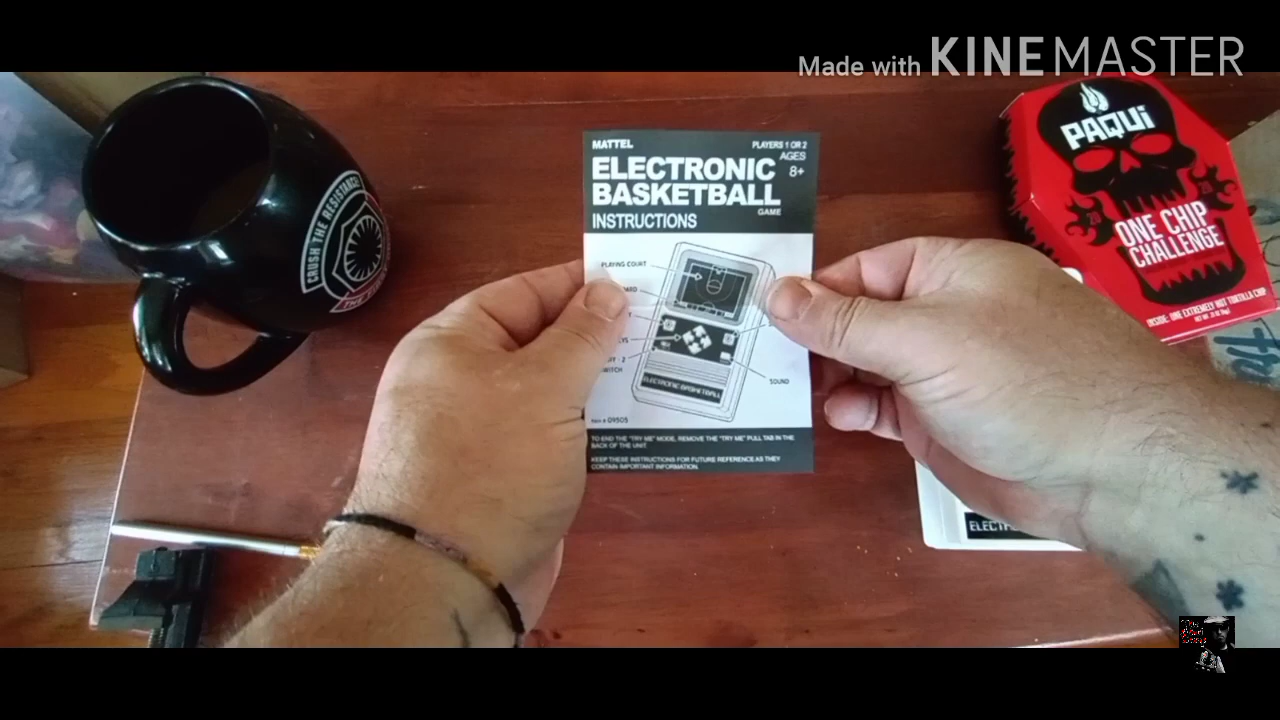 Made with KINEMASTER
CRUSH THE RESISTANCE!
THE
MATTEL
PLAYERS 1 OR 2
AGES
8+
ELECTRONIC
BASKETBALL
GAME
INSTRUCTIONS
PLAYING COURT
SOUND
ELECTRONIC BASKETBALL
Item # 09505
TO END THE "TRY ME" MODE, REMOVE THE "TRY ME" PULL TAB IN THE
BACK OF THE UNIT.
KEEP THESE INSTRUCTIONS FOR FUTURE REFERENCE AS THEY
CONTAIN IMPORTANT INFORMATION.
PAQUI
ONE CHIP
CHALLENGE
INSIDE: ONE EXTREMELY HOT TORTILLA CHIP